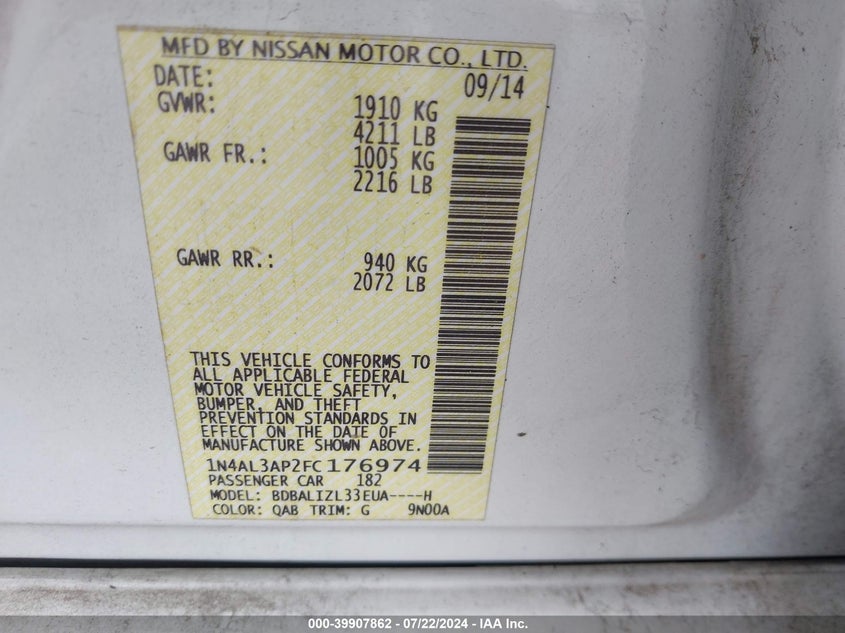 MFD BY NISSAN MOTOR CO., LTD.
DATE: 09/14
GVWR: 1910 KG
4211 LB
GAWR FR.: 1005 KG
2216 LB
GAWR RR.: 940 KG
2072 LB
THIS VEHICLE CONFORMS TO
ALL APPLICABLE FEDERAL
MOTOR VEHICLE SAFETY,
BUMPER, AND THEFT
PREVENTION STANDARDS IN
EFFECT ON THE DATE OF
MANUFACTURE SHOWN ABOVE.
1N4AL3AP2FC176974
PASSENGER CAR 182
MODEL: BDBALIZL33EUA----H
COLOR: QAB TRIM: G 9N00A
000-39907862 - 07/22/2024 - IAA Inc.